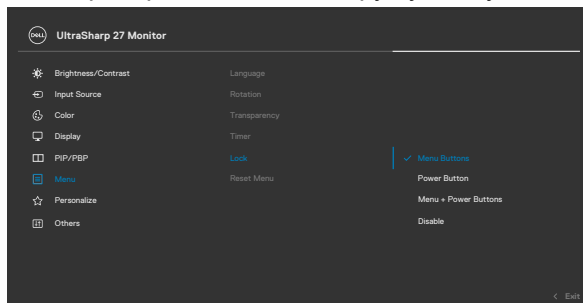 DELL UltraSharp 27 Monitor
Brightness/Contrast Language
Input Source Rotation
Color Transparency
Display Timer
PIP/PBP Lock ✓ Menu Buttons
Menu Reset Menu Power Button
Personalize Menu + Power Buttons
Others Disable
< Exit